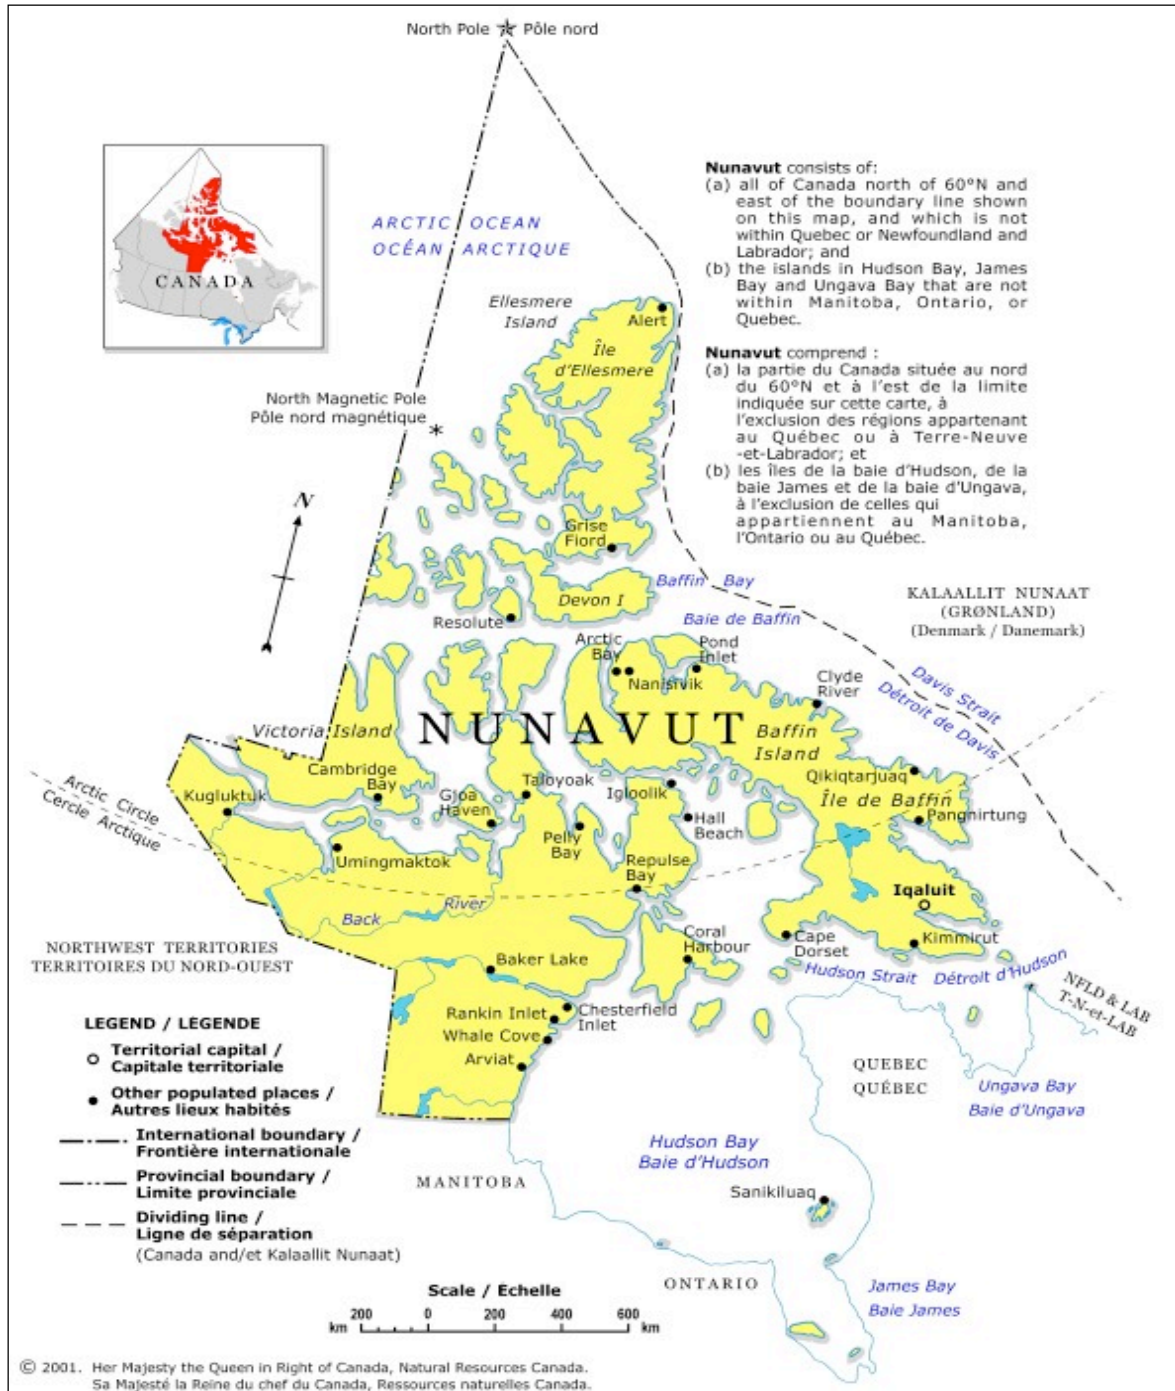 North Pole Pôle nord
CANADA
ARCTIC OCEAN
OCÉAN ARCTIQUE
Nunavut consists of:
(a) all of Canada north of 60°N and
east of the boundary line shown
on this map, and which is not
within Quebec or Newfoundland and
Labrador; and
(b) the islands in Hudson Bay, James
Bay and Ungava Bay that are not
within Manitoba, Ontario, or
Quebec.
Nunavut comprend :
(a) la partie du Canada située au nord
du 60°N et à l'est de la limite
indiquée sur cette carte, à
l'exclusion des régions appartenant
au Québec ou à Terre-Neuve
-et-Labrador; et
(b) les îles de la baie d'Hudson, de la
baie James et de la baie d'Ungava,
à l'exclusion de celles qui
appartiennent au Manitoba,
l'Ontario ou au Québec.
Ellesmere
Island
Alert
Île
d'Ellesmere
North Magnetic Pole
Pôle nord magnétique
*
N
Grise
Fiord
Baffin Bay
Baie de Baffin
KALAALLIT NUNAAT
(GRØNLAND)
(Denmark / Danemark)
Devon I
Resolute
Arctic
Bay
Nanisivik
Pond
Inlet
Clyde
River
Davis Strait
Détroit de Davis
Victoria Island
NUNAVUT
Baffin
Island
Arctic Circle
Cercle Arctique
Kugluktuk
Cambridge
Bay
Gjoa
Haven
Taloyoak
Igloolik
Hall
Beach
Qikiqtarjuaq
Île de Baffin
Pangnirtung
Umingmaktok
Pelly
Bay
Repulse
Bay
Iqaluit
Back River
NORTHWEST TERRITORIES
TERRITOIRES DU NORD-OUEST
Baker Lake
Coral
Harbour
Cape
Dorset
Kimmirut
Hudson Strait Détroit d'Hudson
NFLD & LAB
T-N-et-LAB
Rankin Inlet
Chesterfield
Inlet
Whale Cove
Arviat
QUEBEC
QUÉBEC
Ungava Bay
Baie d'Ungava
LEGEND / LÉGENDE
Territorial capital /
Capitale territoriale
Other populated places /
Autres lieux habités
International boundary /
Frontière internationale
Provincial boundary /
Limite provinciale
Dividing line /
Ligne de séparation
(Canada and/et Kalaallit Nunaat)
Hudson Bay
Baie d'Hudson
MANITOBA
Sanikiluaq
ONTARIO
James Bay
Baie James
Scale / Échelle
200 0 200 400 600
km km
© 2001. Her Majesty the Queen in Right of Canada, Natural Resources Canada.
Sa Majesté la Reine du chef du Canada, Ressources naturelles Canada.